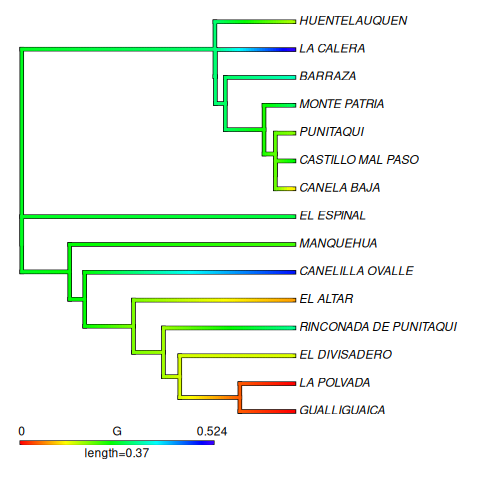 HUENTELAUQUEN
LA CALERA
BARRAZA
MONTE PATRIA
PUNITAQUI
CASTILLO MAL PASO
CANELA BAJA
EL ESPINAL
MANQUEHUA
CANELILLA OVALLE
EL ALTAR
RINCONADA DE PUNITAQUI
EL DIVISADERO
LA POLVADA
GUALLIGUAICA
0 G 0.524
length=0.37